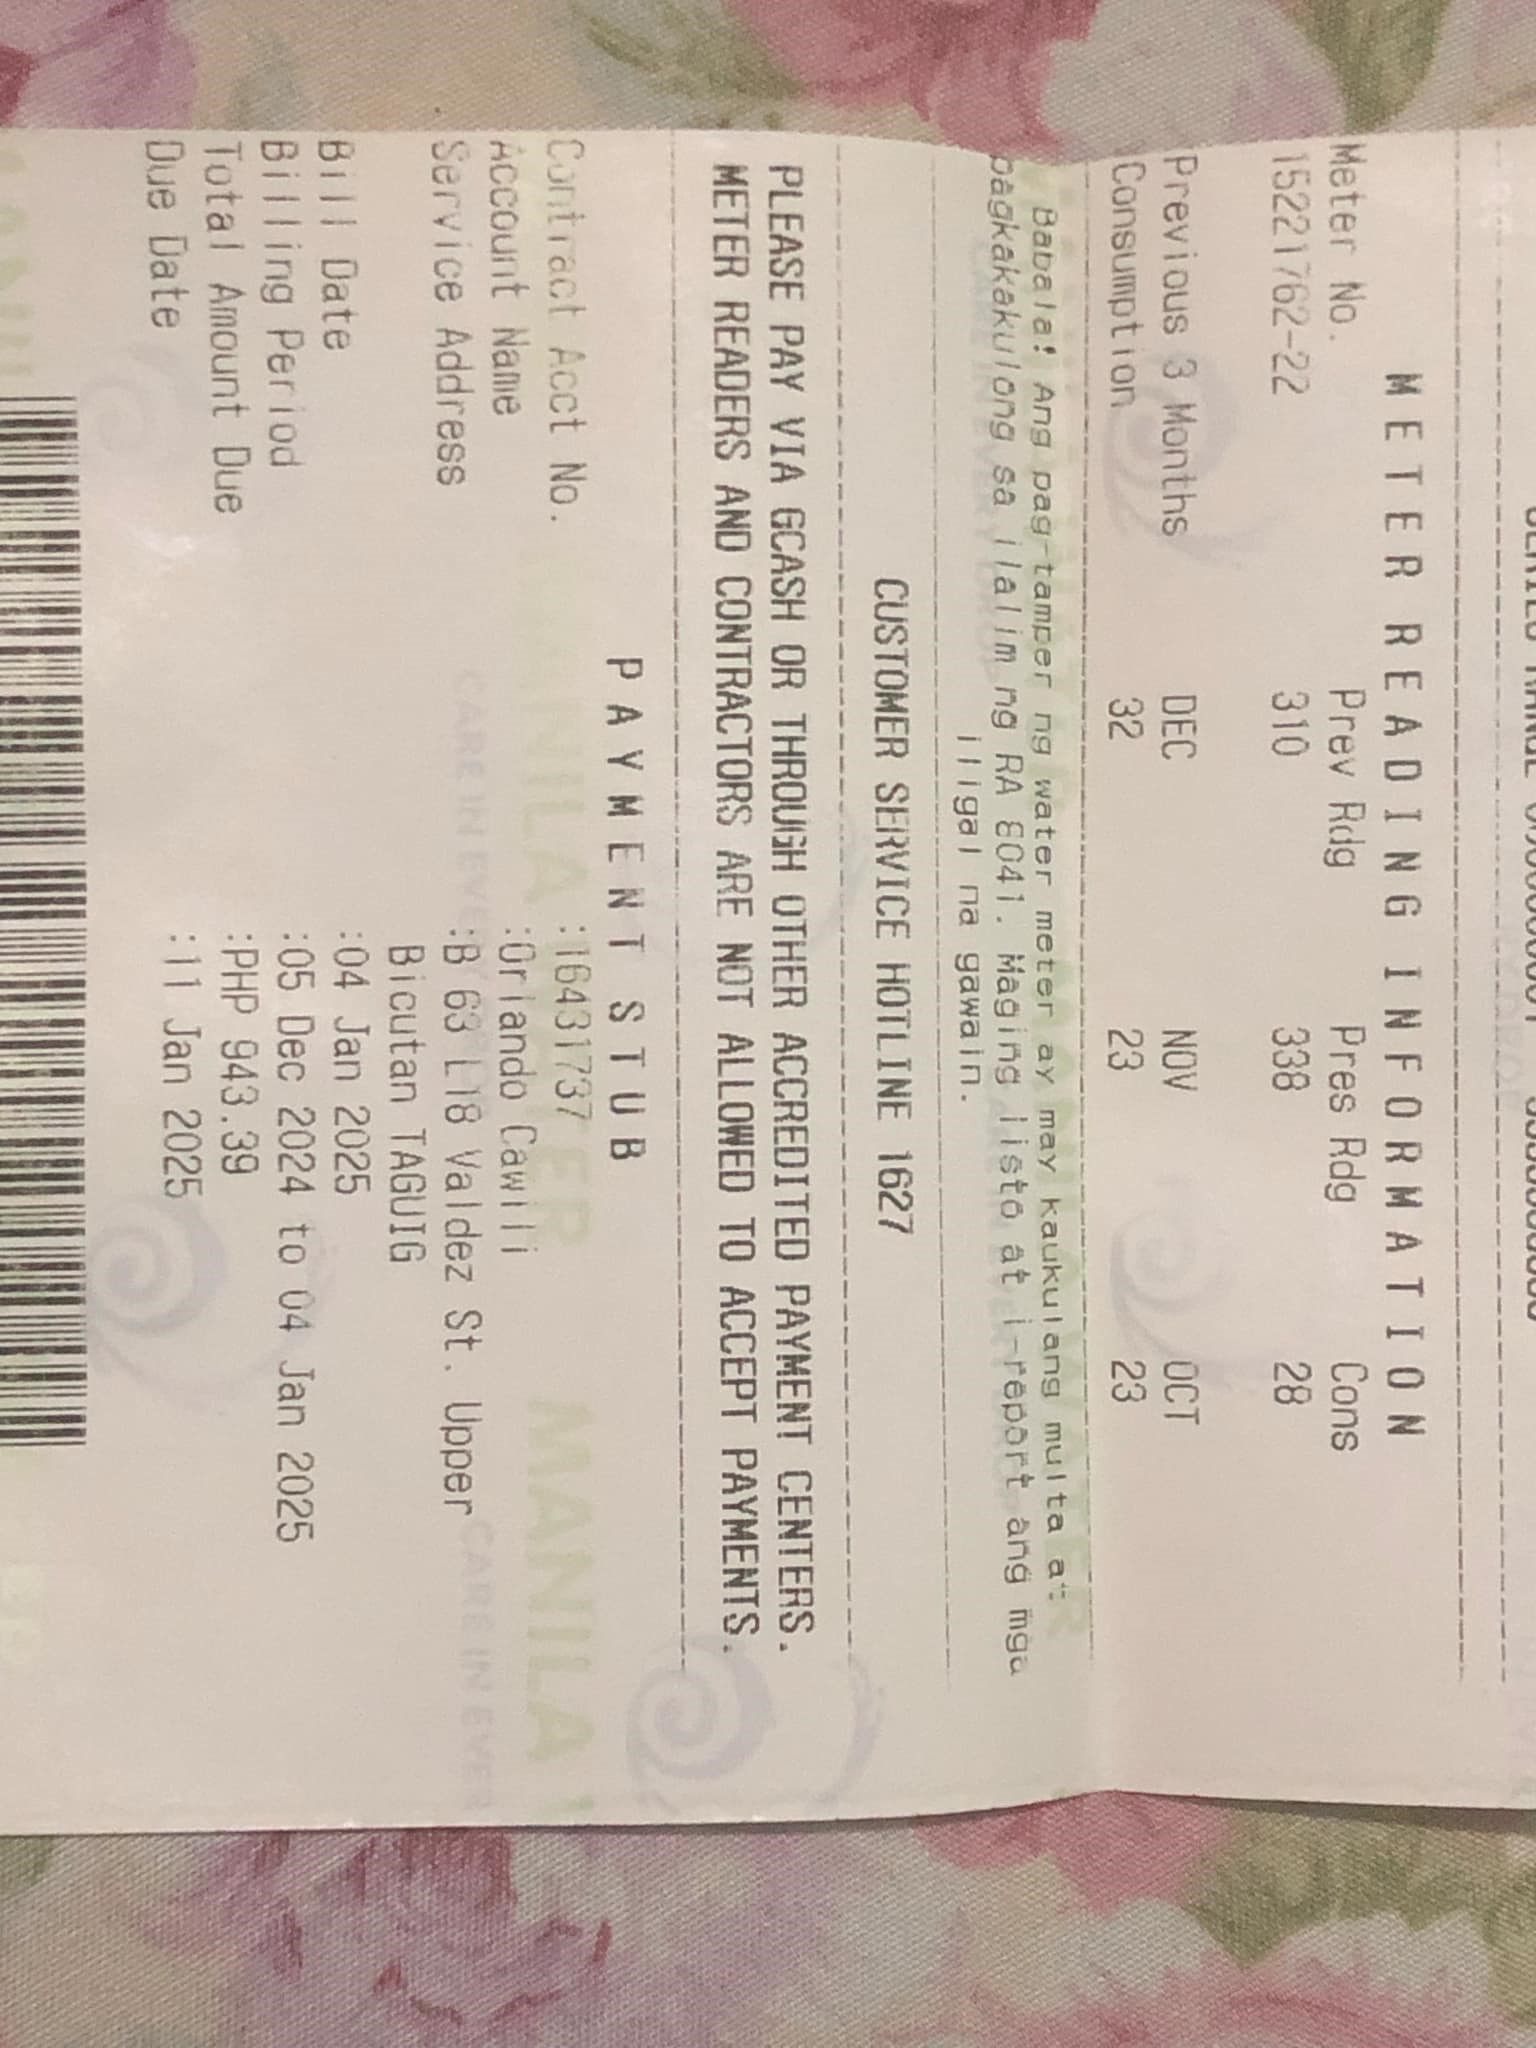 METER READING INFORMATION
Meter No. Prev Rdg Pres Rdg Cons
15221762-22 310 338 28
Previous 3 Months DEC NOV OCT
Consumption 32 23 23
Babala! Ang pag-tamper ng water meter ay may kaukulang multa at
pagkakakulong sa ilalim ng RA 8041. Maging listo at i-report ang mga
iligal na gawain.
CUSTOMER SERVICE HOTLINE 1627
PLEASE PAY VIA GCASH OR THROUGH OTHER ACCREDITED PAYMENT CENTERS.
METER READERS AND CONTRACTORS ARE NOT ALLOWED TO ACCEPT PAYMENTS.
PAYMENT STUB
Contract Acct No. :16431737
Account Name :Orlando Cawili
Service Address :B 63 L18 Valdez St. Upper
Bicutan TAGUIG
Bill Date :04 Jan 2025
Billing Period :05 Dec 2024 to 04 Jan 2025
Total Amount Due :PHP 943.39
Due Date :11 Jan 2025